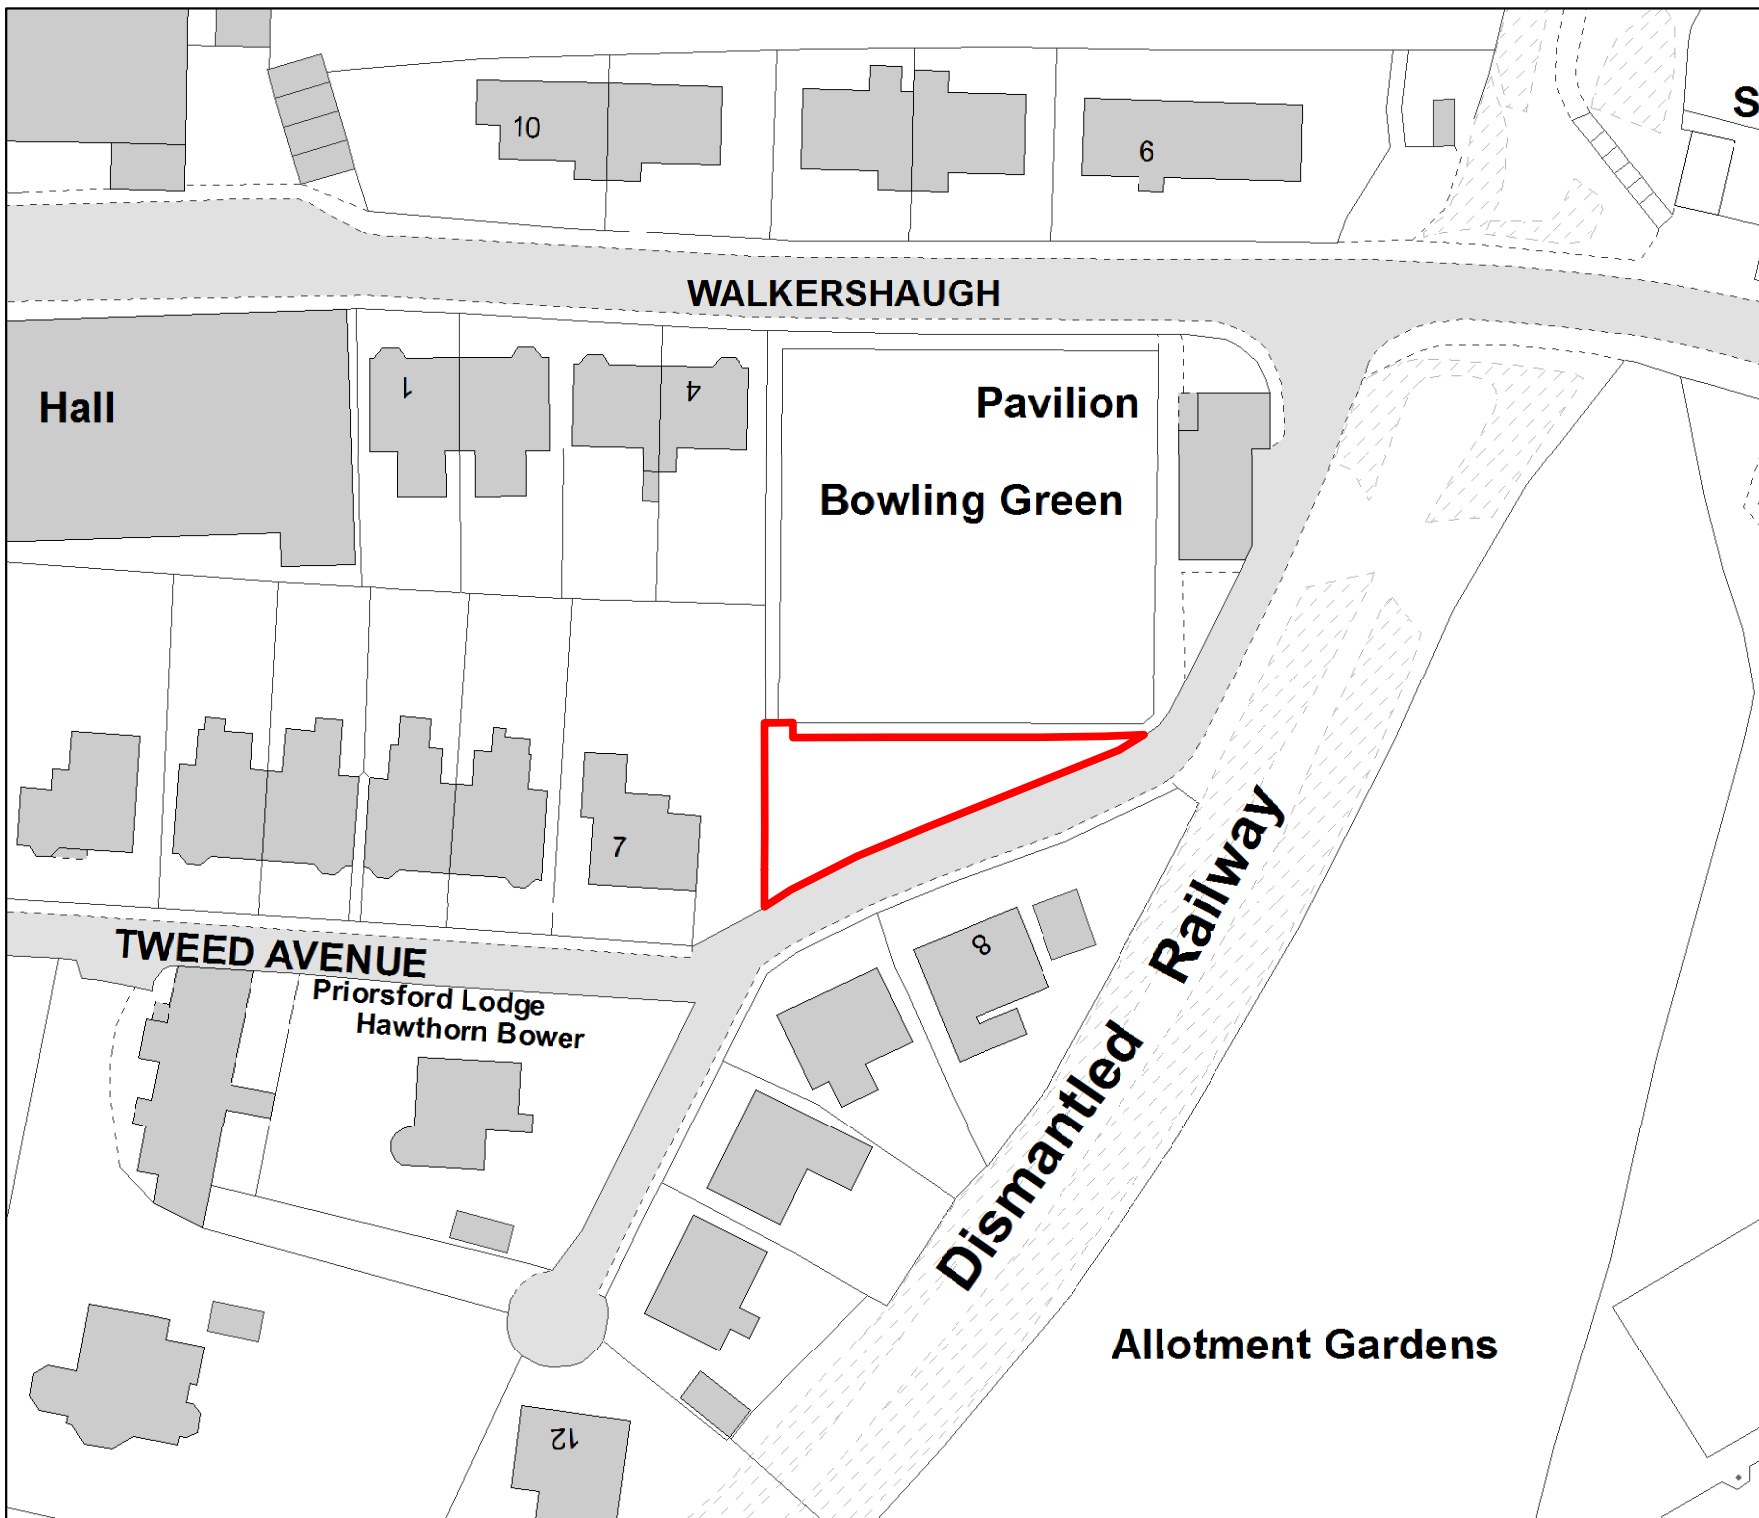 S
10
6
WALKERSHAUGH
1
4
Hall
Pavilion
Bowling Green
7
8
TWEED AVENUE
Priorsford Lodge
Hawthorn Bower
Dismantled Railway
Allotment Gardens
12